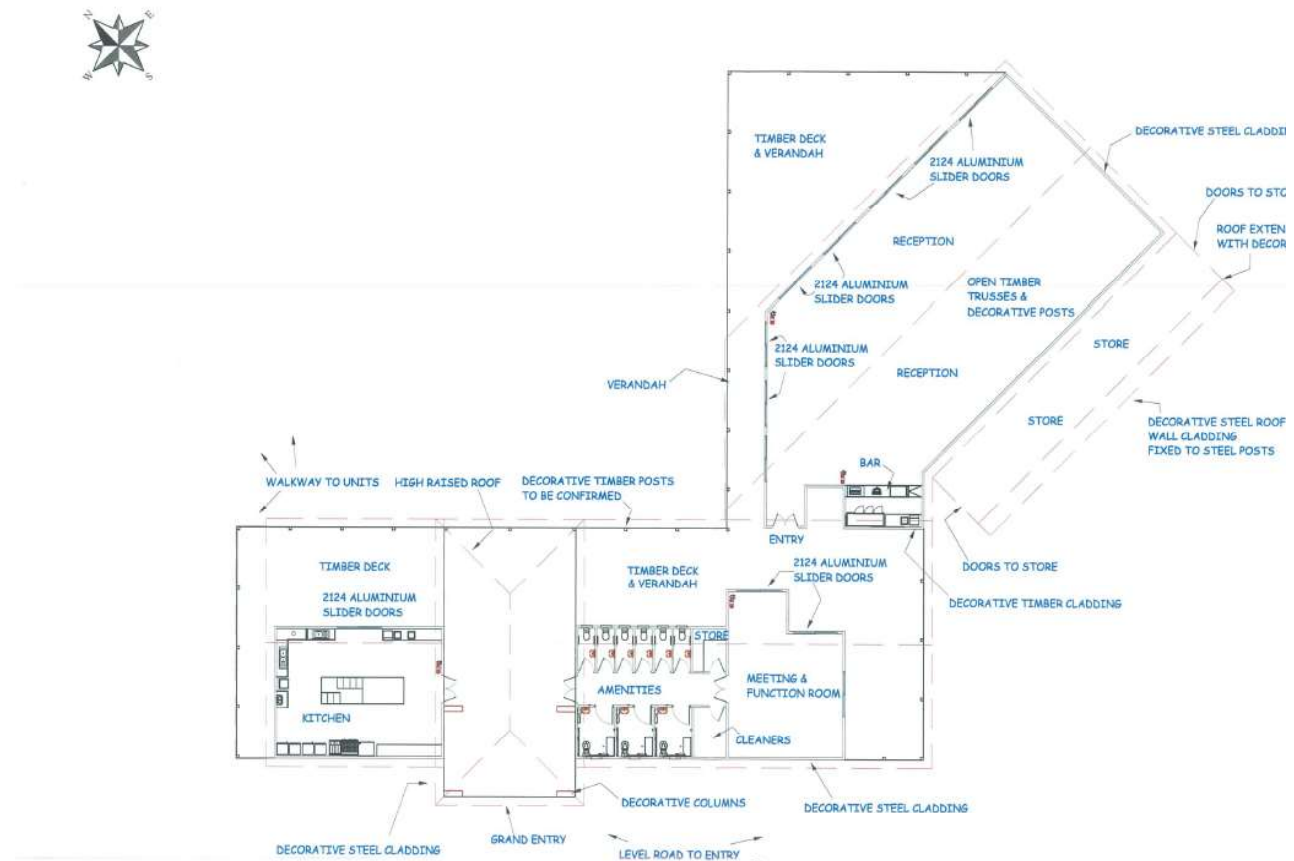 N
E
W
S
TIMBER DECK
& VERANDAH
DECORATIVE STEEL CLADDI
2124 ALUMINIUM
SLIDER DOORS
DOORS TO STO
ROOF EXTEN
WITH DECOR
RECEPTION
2124 ALUMINIUM
SLIDER DOORS
OPEN TIMBER
TRUSSES &
DECORATIVE POSTS
STORE
2124 ALUMINIUM
SLIDER DOORS
RECEPTION
VERANDAH
STORE
DECORATIVE STEEL ROOF
WALL CLADDING
FIXED TO STEEL POSTS
BAR
WALKWAY TO UNITS
HIGH RAISED ROOF
DECORATIVE TIMBER POSTS
TO BE CONFIRMED
ENTRY
TIMBER DECK
2124 ALUMINIUM
SLIDER DOORS
TIMBER DECK
& VERANDAH
2124 ALUMINIUM
SLIDER DOORS
DOORS TO STORE
DECORATIVE TIMBER CLADDING
STORE
AMENITIES
MEETING &
FUNCTION ROOM
KITCHEN
CLEANERS
DECORATIVE COLUMNS
DECORATIVE STEEL CLADDING
GRAND ENTRY
DECORATIVE STEEL CLADDING
LEVEL ROAD TO ENTRY